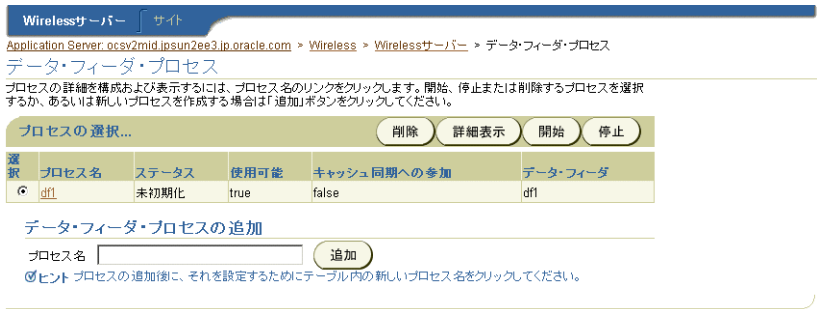 Wirelessサーバー サイト
Application Server: ocsv2mid.jpsun2ee3.jp.oracle.com > Wireless > Wirelessサーバー > データ・フィーダ・プロセス
データ・フィーダ・プロセス
プロセスの詳細を構成および表示するには、プロセス名のリンクをクリックします。開始、停止または削除するプロセスを選択
するか、あるいは新しいプロセスを作成する場合は「追加」ボタンをクリックしてください。
プロセスの選択... 削除 詳細表示 開始 停止
選択 プロセス名 ステータス 使用可能 キャッシュ同期への参加 データ・フィーダ
df1 未初期化 true false df1
データ・フィーダ・プロセスの追加
プロセス名 追加
ヒント プロセスの追加後に、それを設定するためにテーブル内の新しいプロセス名をクリックしてください。